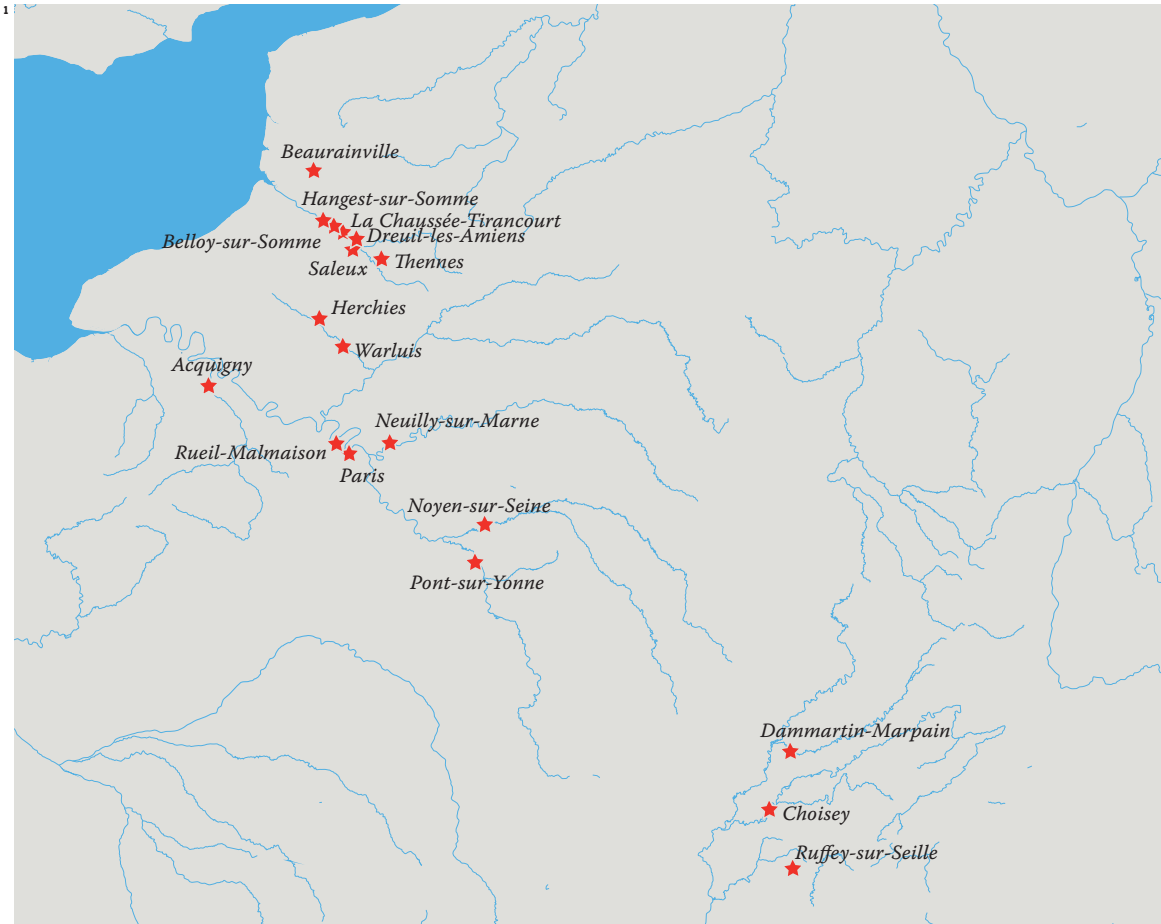 1
Beaurainville
Hangest-sur-Somme
La Chaussée-Tirancourt
Dreuil-les-Amiens
Belloy-sur-Somme
Thennes
Saleux
Herchies
Warluis
Acquigny
Neuilly-sur-Marne
Rueil-Malmaison
Paris
Noyen-sur-Seine
Pont-sur-Yonne
Dammartin-Marpain
Choisey
Ruffey-sur-Seille